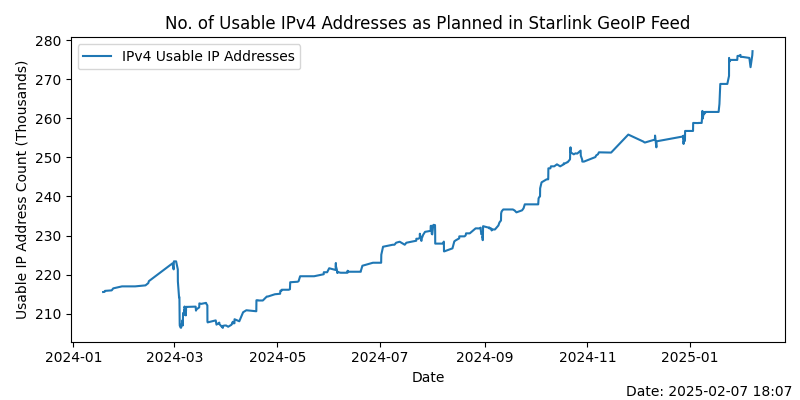 No. of Usable IPv4 Addresses as Planned in Starlink GeoIP Feed
IPv4 Usable IP Addresses
Usable IP Address Count (Thousands)
280
270
260
250
240
230
220
210
2024-01 2024-03 2024-05 2024-07 2024-09 2024-11 2025-01
Date
Date: 2025-02-07 18:07